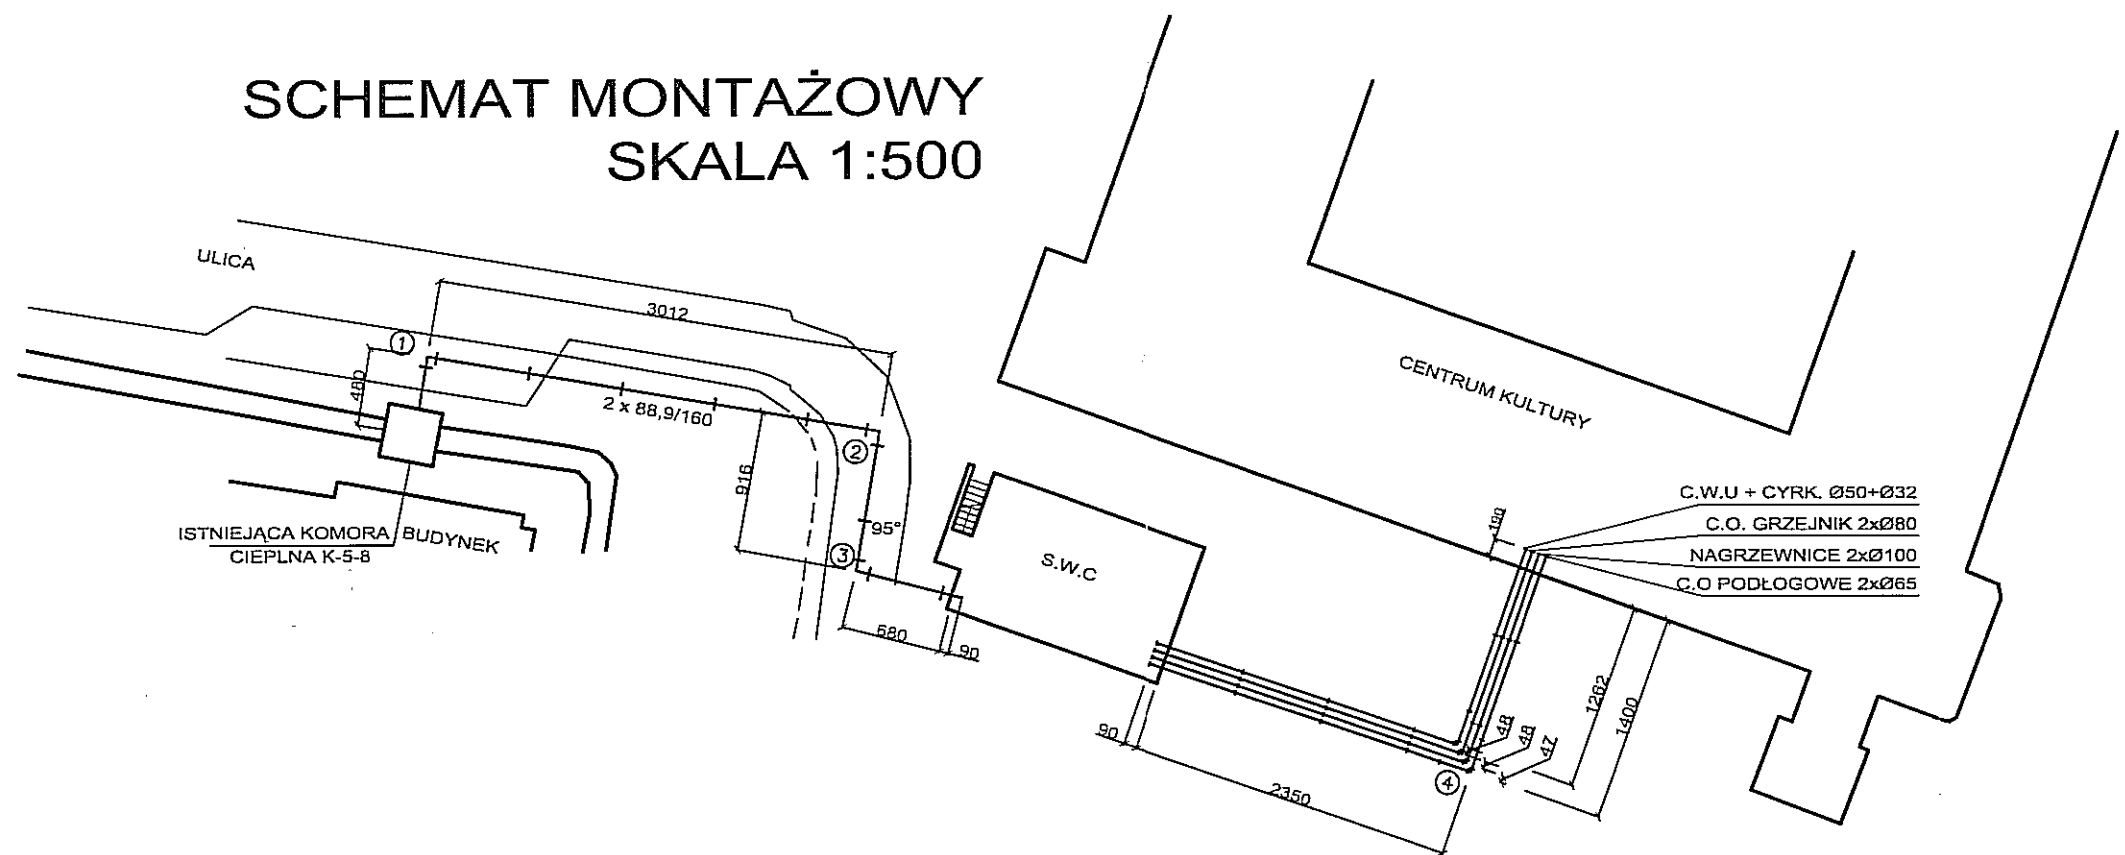 SCHEMAT MONTAŻOWY
SKALA 1:500
ULICA
3012
1
480
2 x 88,9/160
CENTRUM KULTURY
2
916
95°
3
ISTNIEJĄCA KOMORA
CIEPLNA K-5-8
BUDYNEK
S.W.C
C.W.U + CYRK. Ø50+Ø32
C.O. GRZEJNIK 2xØ80
NAGRZEWNICE 2xØ100
C.O PODŁOGOWE 2xØ65
680
90
1262
1400
48
48
47
90
2350
4